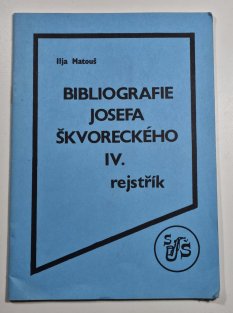 Ilja Matouš
BIBLIOGRAFIE
JOSEFA
ŠKVORECKÉHO
IV.
rejstřík